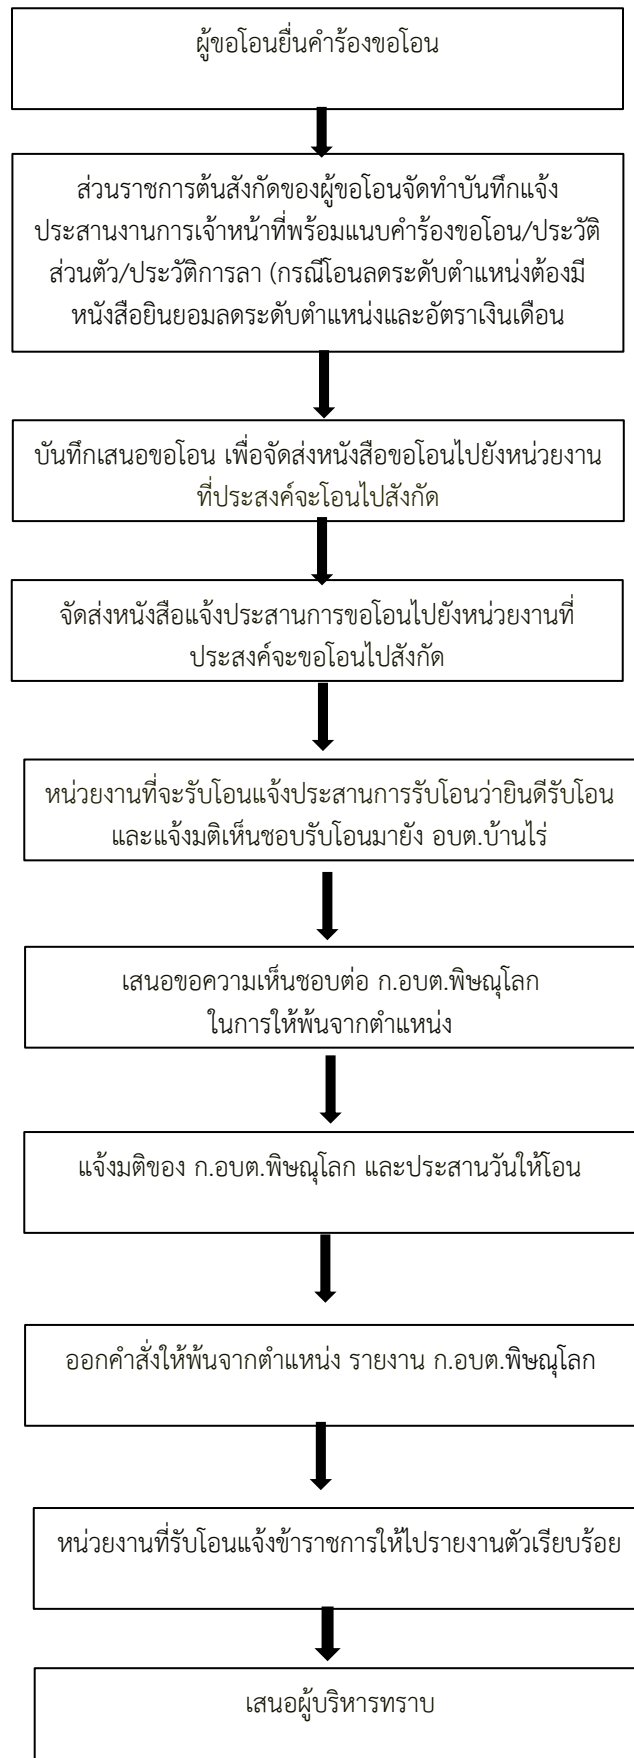 ผู้ขอโอนยื่นคำร้องขอโอน
ส่วนราชการต้นสังกัดของผู้ขอโอนจัดทำบันทึกแจ้ง
ประสานงานการเจ้าหน้าที่พร้อมแนบคำร้องขอโอน/ประวัติ
ส่วนตัว/ประวัติการลา (กรณีโอนลดระดับตำแหน่งต้องมี
หนังสือยินยอมลดระดับตำแหน่งและอัตราเงินเดือน
บันทึกเสนอขอโอน เพื่อจัดส่งหนังสือขอโอนไปยังหน่วยงาน
ที่ประสงค์จะโอนไปสังกัด
จัดส่งหนังสือแจ้งประสานการขอโอนไปยังหน่วยงานที่
ประสงค์จะขอโอนไปสังกัด
หน่วยงานที่จะรับโอนแจ้งประสานการรับโอนว่ายินดีรับโอน
และแจ้งมติเห็นชอบรับโอนมายัง อบต.บ้านไร่
เสนอขอความเห็นชอบต่อ ก.อบต.พิษณุโลก
ในการให้พ้นจากตำแหน่ง
แจ้งมติของ ก.อบต.พิษณุโลก และประสานวันให้โอน
ออกคำสั่งให้พ้นจากตำแหน่ง รายงาน ก.อบต.พิษณุโลก
หน่วยงานที่รับโอนแจ้งข้าราชการให้ไปรายงานตัวเรียบร้อย
เสนอผู้บริหารทราบ